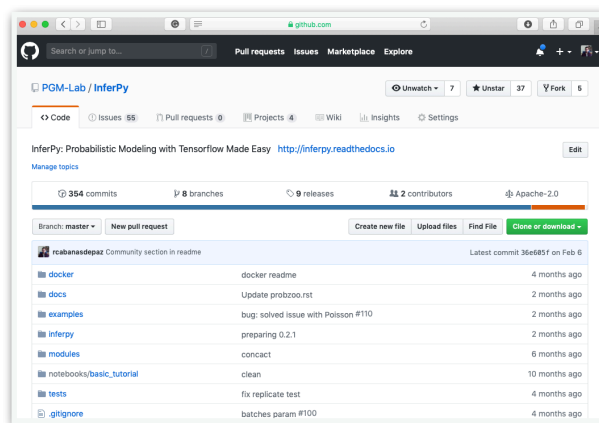 github.com
Search or jump to... /
Pull requests Issues Marketplace Explore
PGM-Lab / InferPy
Unwatch 7 Unstar 37 Fork 5
Code Issues 55 Pull requests 0 Projects 4 Wiki Insights Settings
InferPy: Probabilistic Modeling with Tensorflow Made Easy http://inferpy.readthedocs.io Edit
Manage topics
354 commits 8 branches 9 releases 2 contributors Apache-2.0
Branch: master New pull request Create new file Upload files Find File Clone or download
rcabanasdepaz Community section in readme Latest commit 36e605f on Feb 6
docker docker readme 4 months ago
docs Update probzoo.rst 2 months ago
examples bug: solved issue with Poisson #110 2 months ago
inferpy preparing 0.2.1 2 months ago
modules concact 6 months ago
notebooks/basic_tutorial clean 10 months ago
tests fix replicate test 4 months ago
.gitignore batches param #100 4 months ago